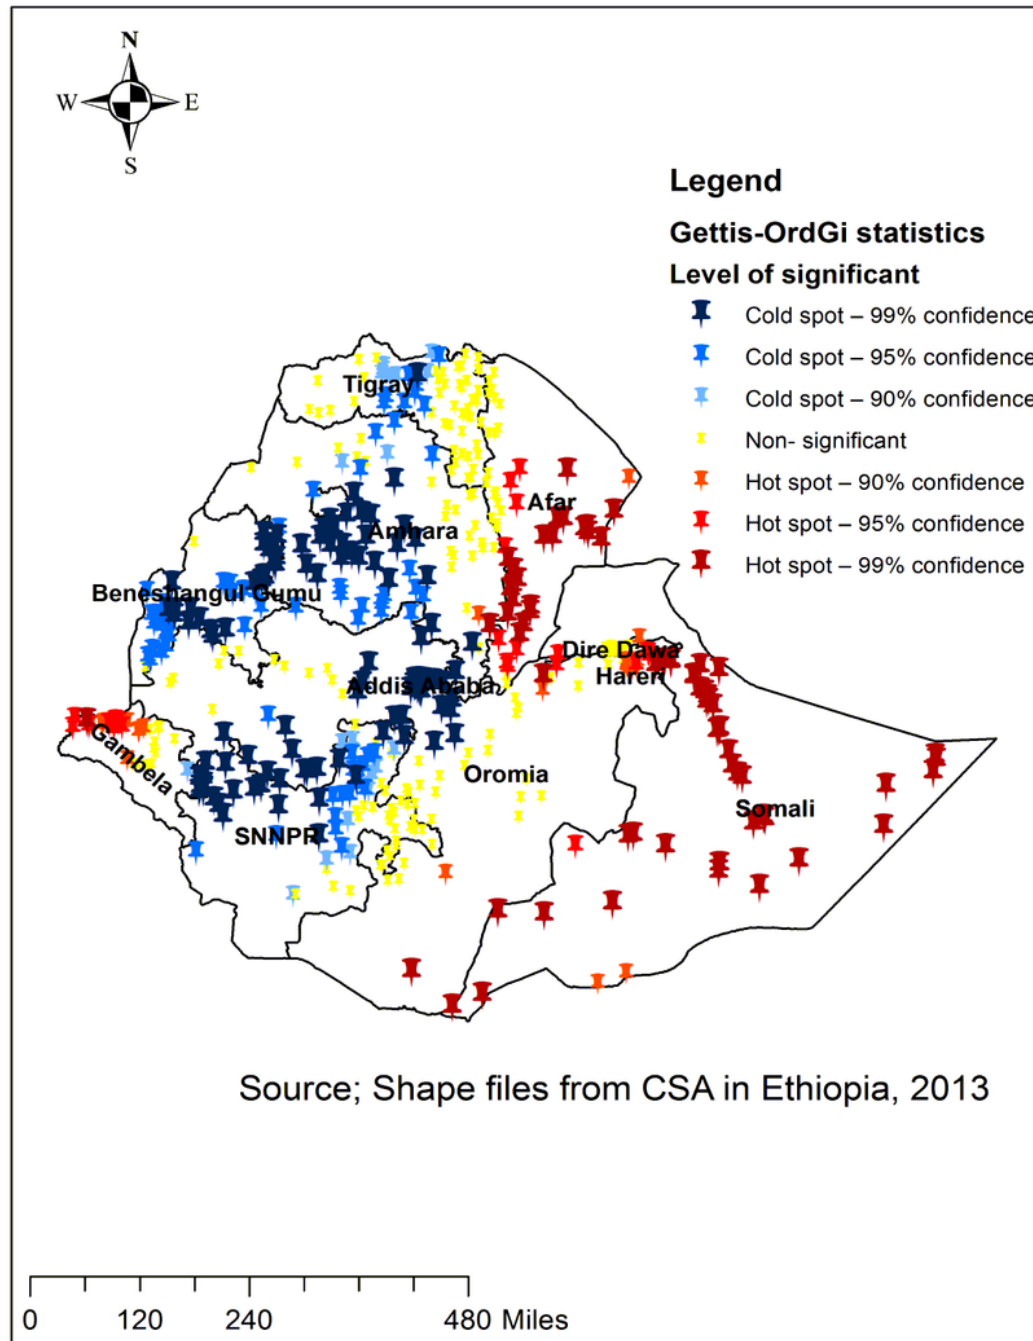 N
W E
S
Legend
Gettis-OrdGi statistics
Level of significant
Cold spot – 99% confidence
Cold spot – 95% confidence
Cold spot – 90% confidence
Non- significant
Hot spot – 90% confidence
Hot spot – 95% confidence
Hot spot – 99% confidence
Tigray
Afar
Amhara
Beneshangul Gumu
Dire Dawa
Hareri
Addis Ababa
Gambela
Oromia
Somali
SNNPR
Source; Shape files from CSA in Ethiopia, 2013
0 120 240 480 Miles